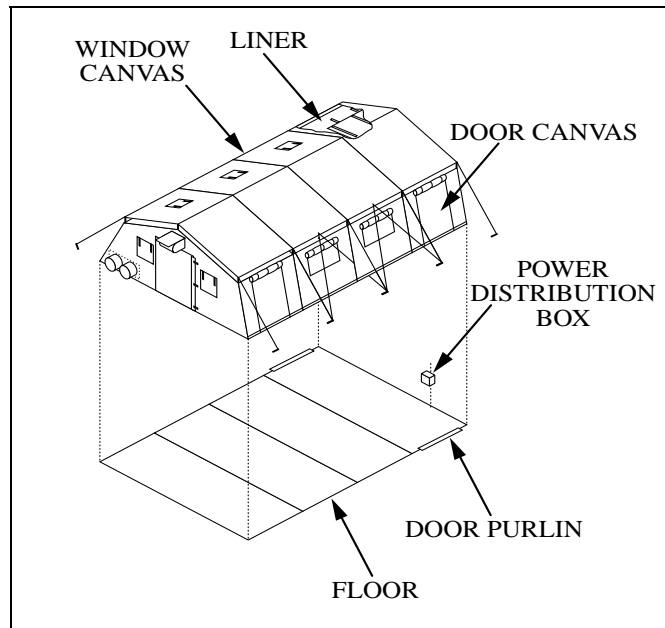 WINDOW
CANVAS
LINER
DOOR CANVAS
POWER
DISTRIBUTION
BOX
DOOR PURLIN
FLOOR